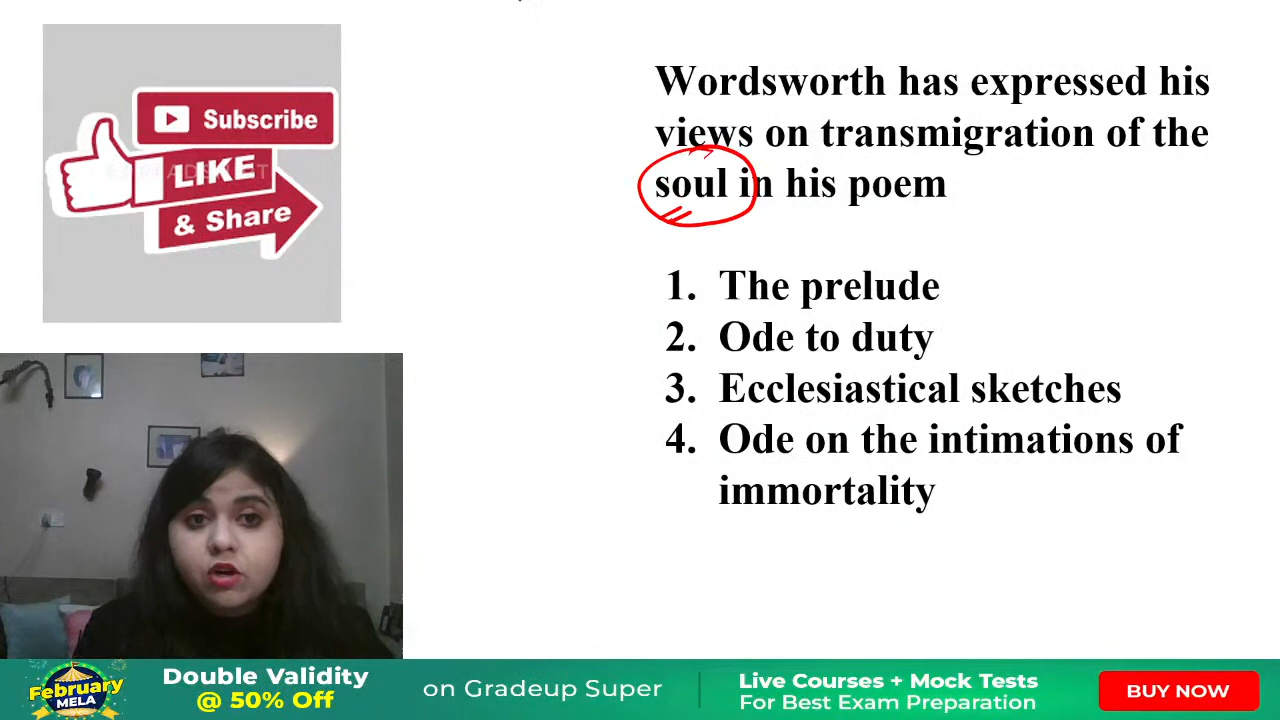 Subscribe
LIKE
& Share
Wordsworth has expressed his
views on transmigration of the
soul in his poem
1. The prelude
2. Ode to duty
3. Ecclesiastical sketches
4. Ode on the intimations of
immortality
February
MELA
Double Validity
@ 50% Off
on Gradeup Super
Live Courses + Mock Tests
For Best Exam Preparation
BUY NOW